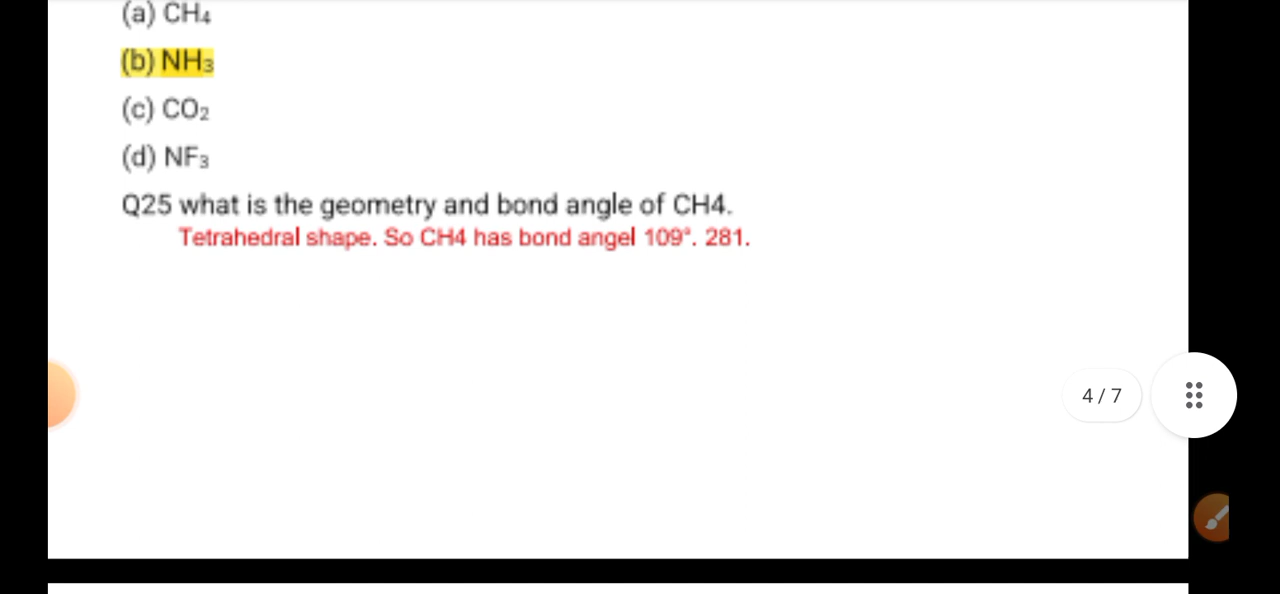 (a) CH₄
(b) NH₃
(c) CO₂
(d) NF₃
Q25 what is the geometry and bond angle of CH4.
Tetrahedral shape. So CH4 has bond angel 109°. 281.
4 / 7